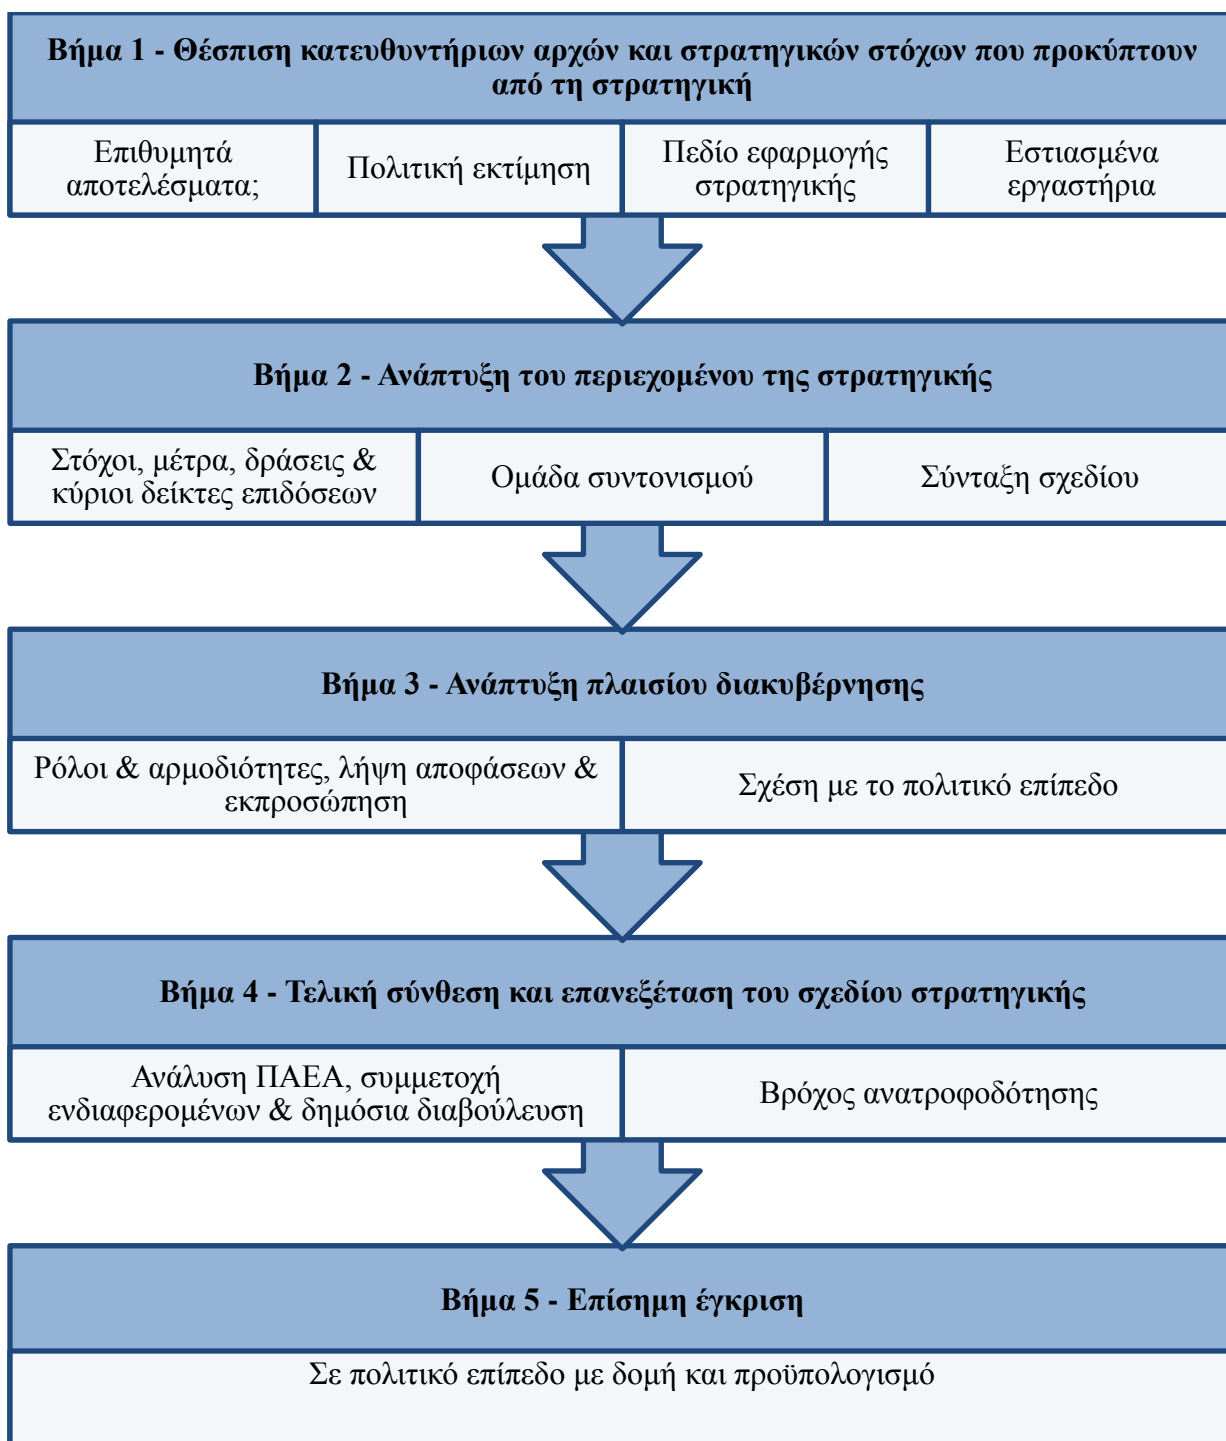 Βήμα 1 - Θέσπιση κατευθυντήριων αρχών και στρατηγικών στόχων που προκύπτουν
από τη στρατηγική
Επιθυμητά
αποτελέσματα;
Πολιτική εκτίμηση
Πεδίο εφαρμογής
στρατηγικής
Εστιασμένα
εργαστήρια
Βήμα 2 - Ανάπτυξη του περιεχομένου της στρατηγικής
Στόχοι, μέτρα, δράσεις &
κύριοι δείκτες επιδόσεων
Ομάδα συντονισμού
Σύνταξη σχεδίου
Βήμα 3 - Ανάπτυξη πλαισίου διακυβέρνησης
Ρόλοι & αρμοδιότητες, λήψη αποφάσεων &
εκπροσώπηση
Σχέση με το πολιτικό επίπεδο
Βήμα 4 - Τελική σύνθεση και επανεξέταση του σχεδίου στρατηγικής
Ανάλυση ΠΑΕΑ, συμμετοχή
ενδιαφερομένων & δημόσια διαβούλευση
Βρόχος ανατροφοδότησης
Βήμα 5 - Επίσημη έγκριση
Σε πολιτικό επίπεδο με δομή και προϋπολογισμό